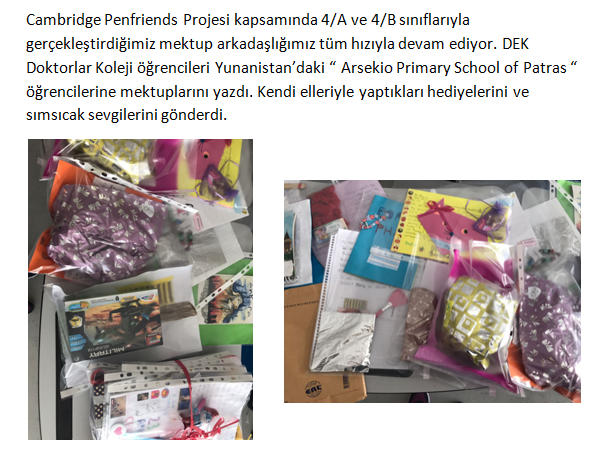 Cambridge Penfriends Projesi kapsamında 4/A ve 4/B sınıflarıyla
gerçekleştirdiğimiz mektup arkadaşlığımız tüm hızıyla devam ediyor. DEK
Doktorlar Koleji öğrencileri Yunanistan’daki “ Arsekio Primary School of Patras “
öğrencilerine mektuplarını yazdı. Kendi elleriyle yaptıkları hediyelerini ve
sımsıcak sevgilerini gönderdi.
MILITARY